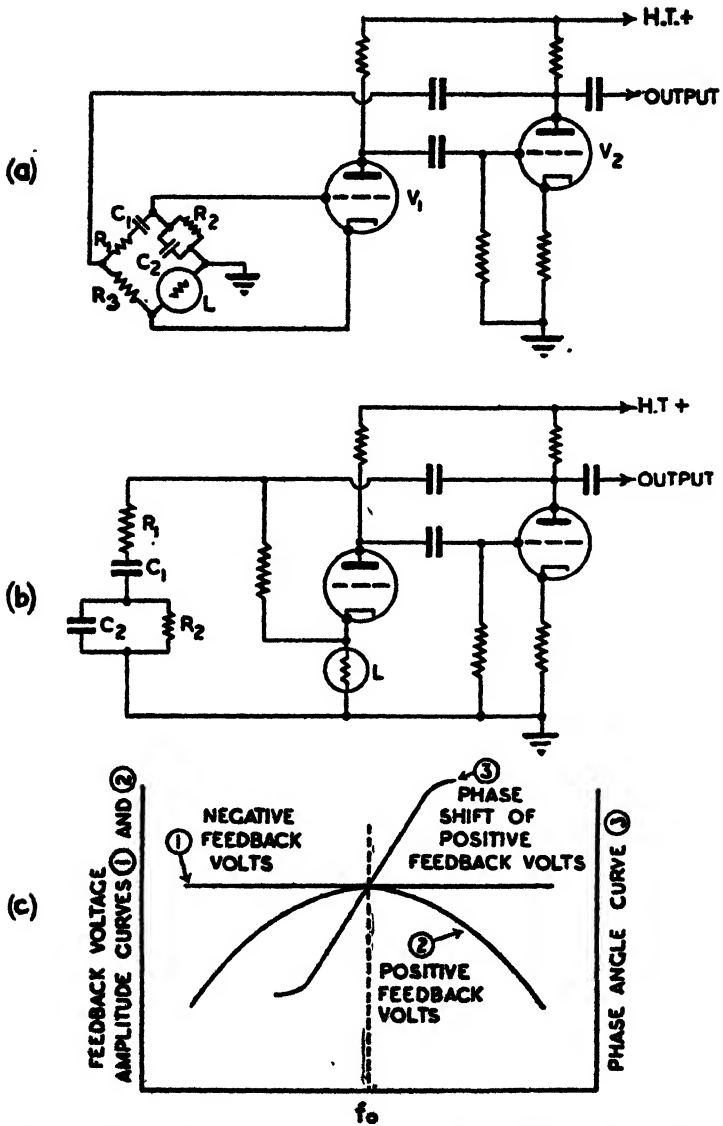 (a)
H.T.+
OUTPUT
V1
V2
C1
R2
R
C2
R3
L
(b)
H.T +
OUTPUT
R1
C1
C2
R2
L
(c)
FEEDBACK VOLTAGE
AMPLITUDE CURVES ① AND ②
① NEGATIVE
FEEDBACK
VOLTS
③
PHASE
SHIFT OF
POSITIVE
FEEDBACK VOLTS
②
POSITIVE
FEEDBACK
VOLTS
PHASE ANGLE CURVE ③
fo